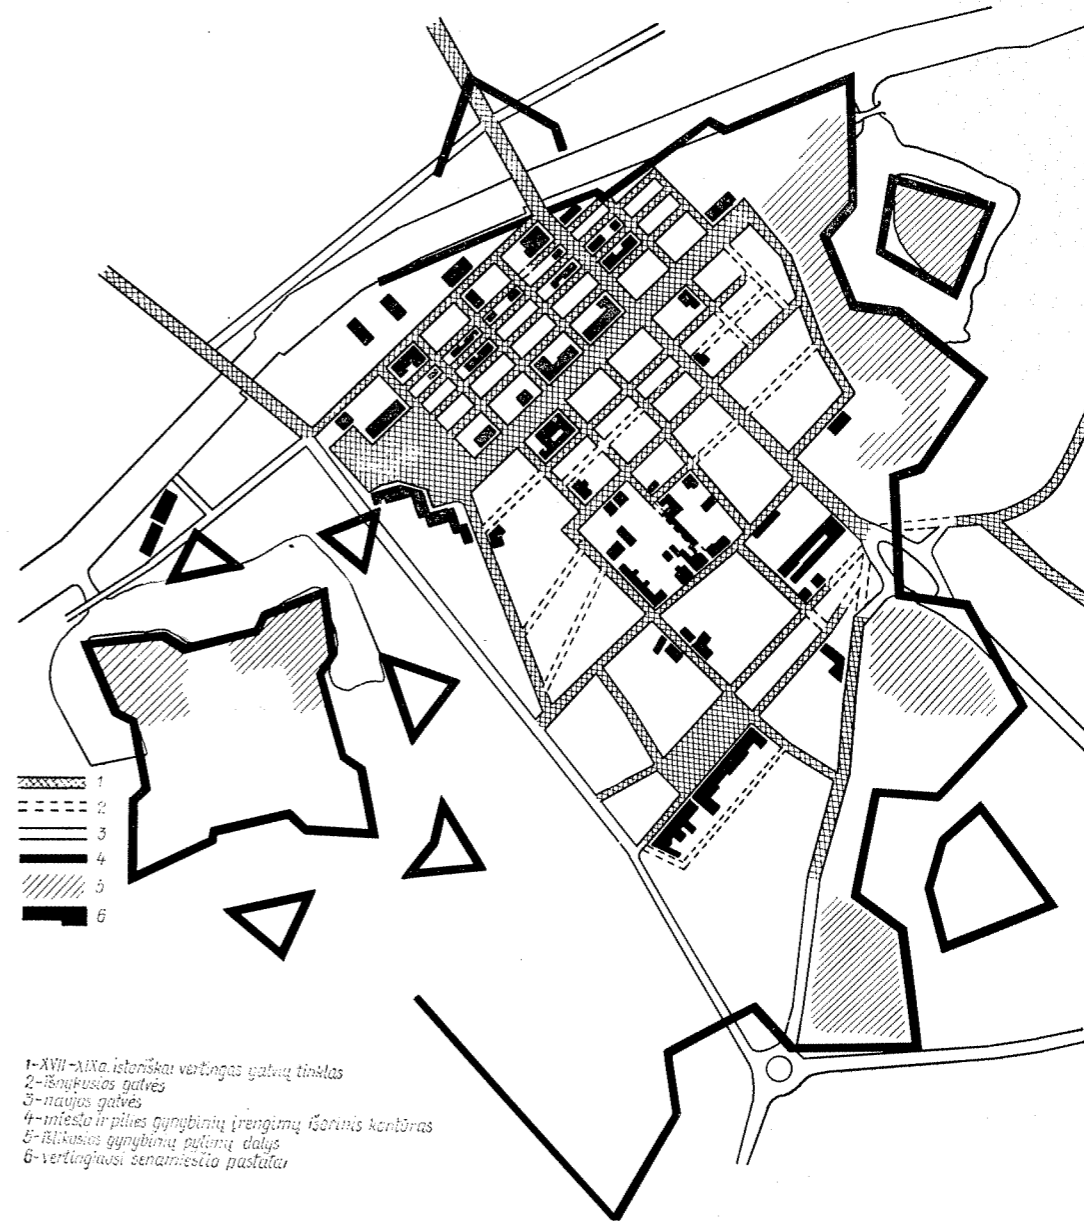 1
2
3
4
5
6
1-XVII-XIXa. istoriškai vertingas gatvių tinklas
2-išnykusios gatvės
3-naujos gatvės
4-miesto ir pilies gynybinių įrengimų išorinis kontūras
5-išlikusios gynybinių pylimų dalys
6-vertingiausi senamiesčio pastatai